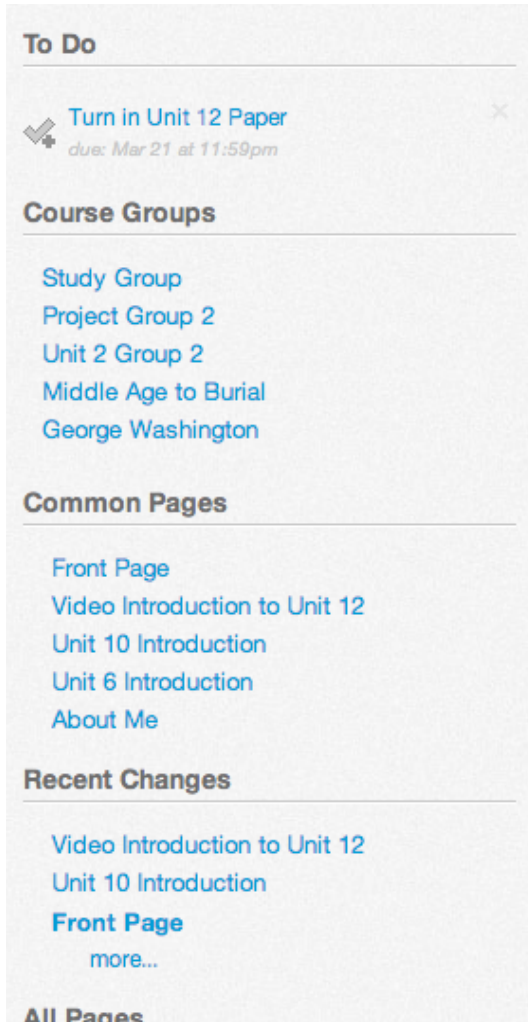 To Do
Turn in Unit 12 Paper
due: Mar 21 at 11:59pm
Course Groups
Study Group
Project Group 2
Unit 2 Group 2
Middle Age to Burial
George Washington
Common Pages
Front Page
Video Introduction to Unit 12
Unit 10 Introduction
Unit 6 Introduction
About Me
Recent Changes
Video Introduction to Unit 12
Unit 10 Introduction
Front Page
more...
All Pages